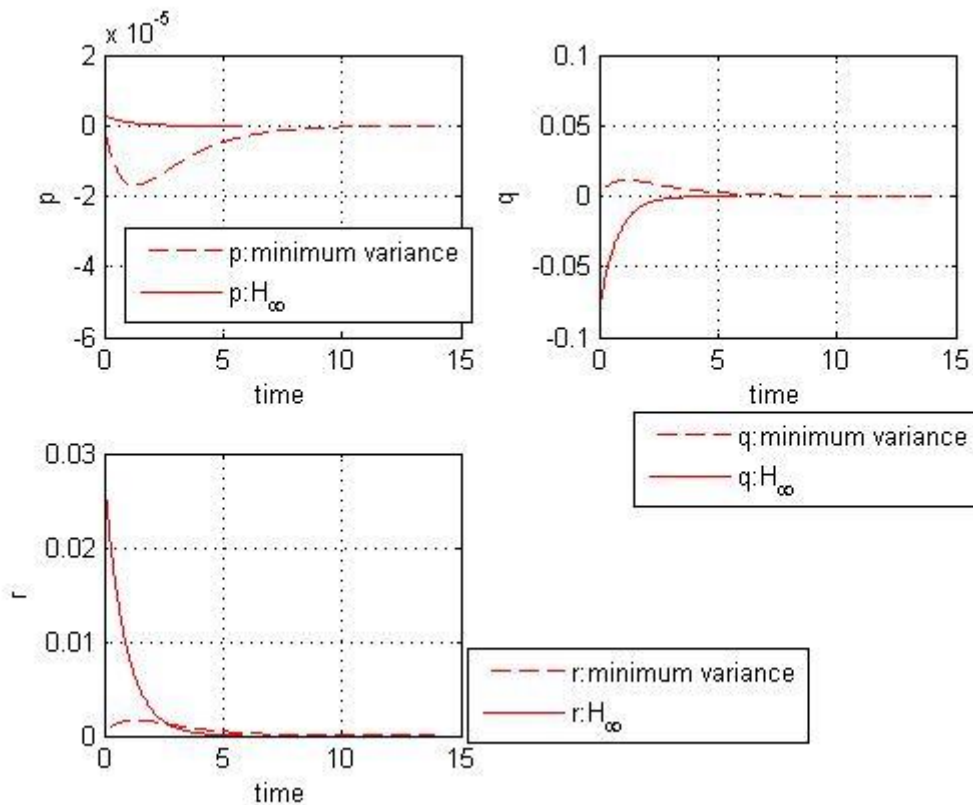 x 10⁻⁵
2
0
-2
-4
-6
p
0 5 10 15
time
p:minimum variance
p:H∞
0.1
0.05
0
-0.05
-0.1
q
0 5 10 15
time
q:minimum variance
q:H∞
0.03
0.02
0.01
0
r
0 5 10 15
time
r:minimum variance
r:H∞